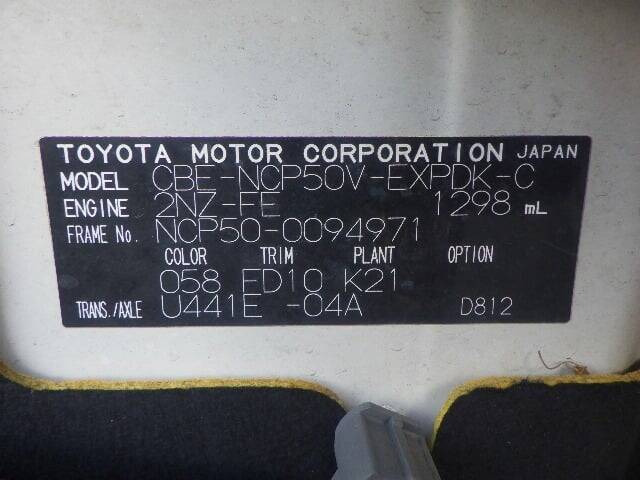 TOYOTA MOTOR CORPORATION JAPAN
MODEL CBE-NCP50V-EXPDK-C
ENGINE 2NZ-FE 1298 mL
FRAME No. NCP50-0094971
COLOR TRIM PLANT OPTION
058 FD10 K21
TRANS./AXLE U441E -04A D812